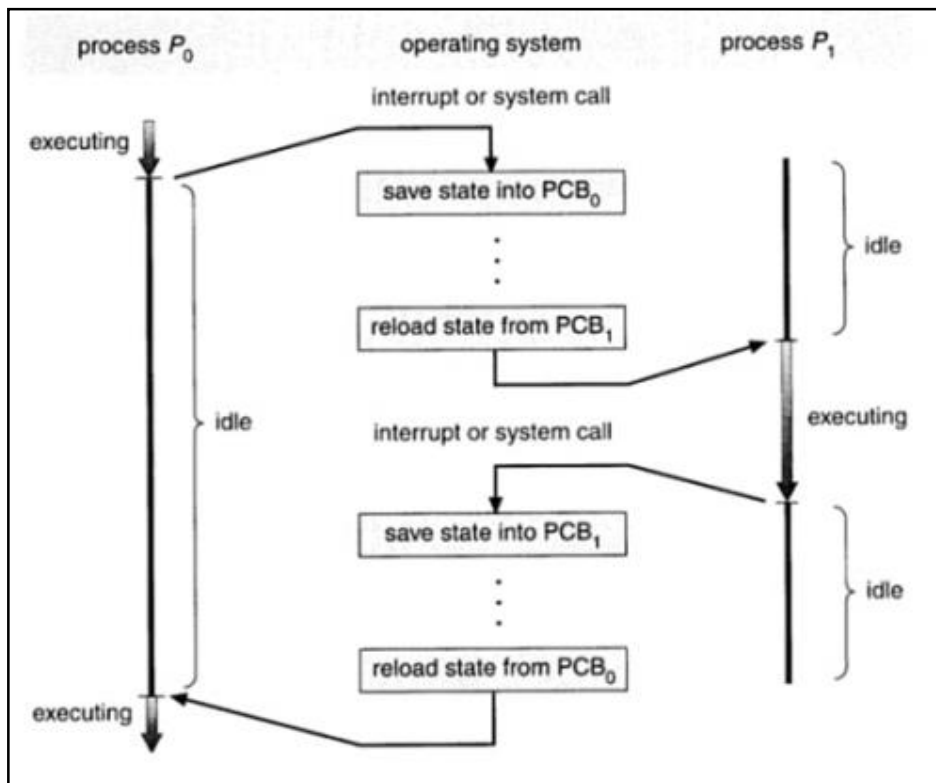 process P0
operating system
process P1
interrupt or system call
executing
save state into PCB0
idle
reload state from PCB1
executing
idle
interrupt or system call
save state into PCB1
idle
reload state from PCB0
executing